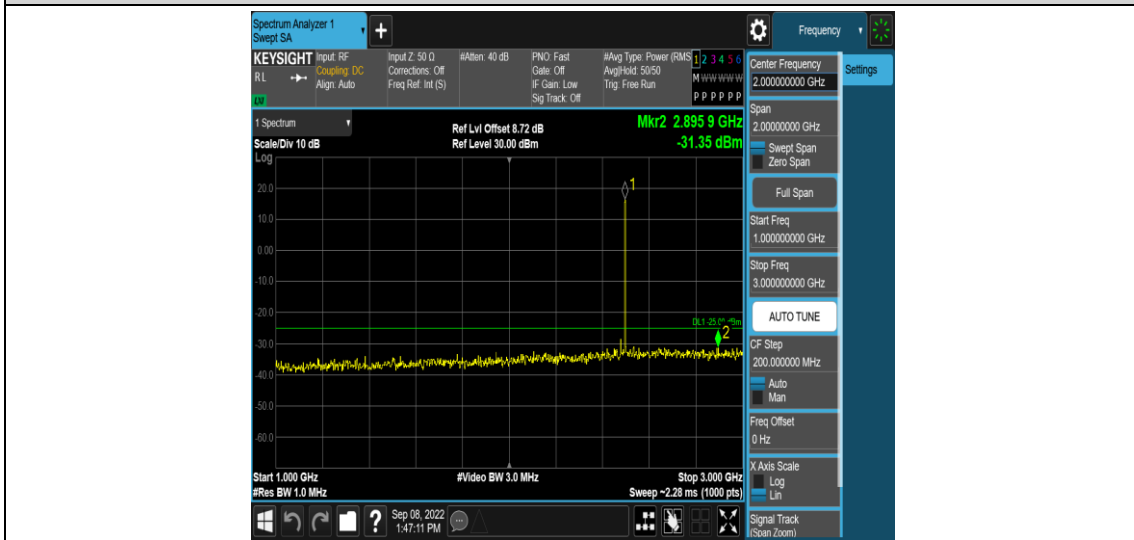 Spectrum Analyzer 1
Swept SA
+
Frequency
KEYSIGHT
RL
LXI
Input: RF
Coupling: DC
Align: Auto
Input Z: 50 Ω
Corrections: Off
Freq Ref: Int (S)
#Atten: 40 dB
PNO: Fast
Gate: Off
IF Gain: Low
Sig Track: Off
#Avg Type: Power (RMS
Avg|Hold: 50/50
Trig: Free Run
1 2 3 4 5 6
M W W W W W
P P P P P P
1 Spectrum
Scale/Div 10 dB
Log
Ref Lvl Offset 8.72 dB
Ref Level 30.00 dBm
Mkr2 2.895 9 GHz
-31.35 dBm
20.0
10.0
0.00
-10.0
-20.0
-30.0
-40.0
-50.0
-60.0
1
DL1 -25.00 dBm
2
Start 1.000 GHz
#Res BW 1.0 MHz
#Video BW 3.0 MHz
Stop 3.000 GHz
Sweep ~2.28 ms (1000 pts)
?
Sep 08, 2022
1:47:11 PM
Center Frequency
2.000000000 GHz
Settings
Span
2.00000000 GHz
Swept Span
Zero Span
Full Span
Start Freq
1.000000000 GHz
Stop Freq
3.000000000 GHz
AUTO TUNE
CF Step
200.000000 MHz
Auto
Man
Freq Offset
0 Hz
X Axis Scale
Log
Lin
Signal Track
(Span Zoom)